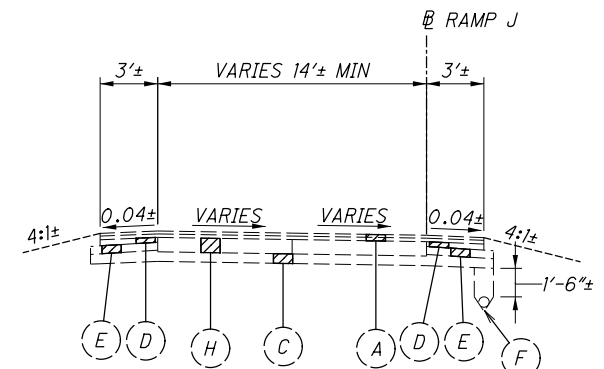 ℔ RAMP J
3'± VARIES 14'± MIN 3'±
0.04± VARIES VARIES 0.04±
4:1± 4:1±
1'-6"±
E D H C A D E F